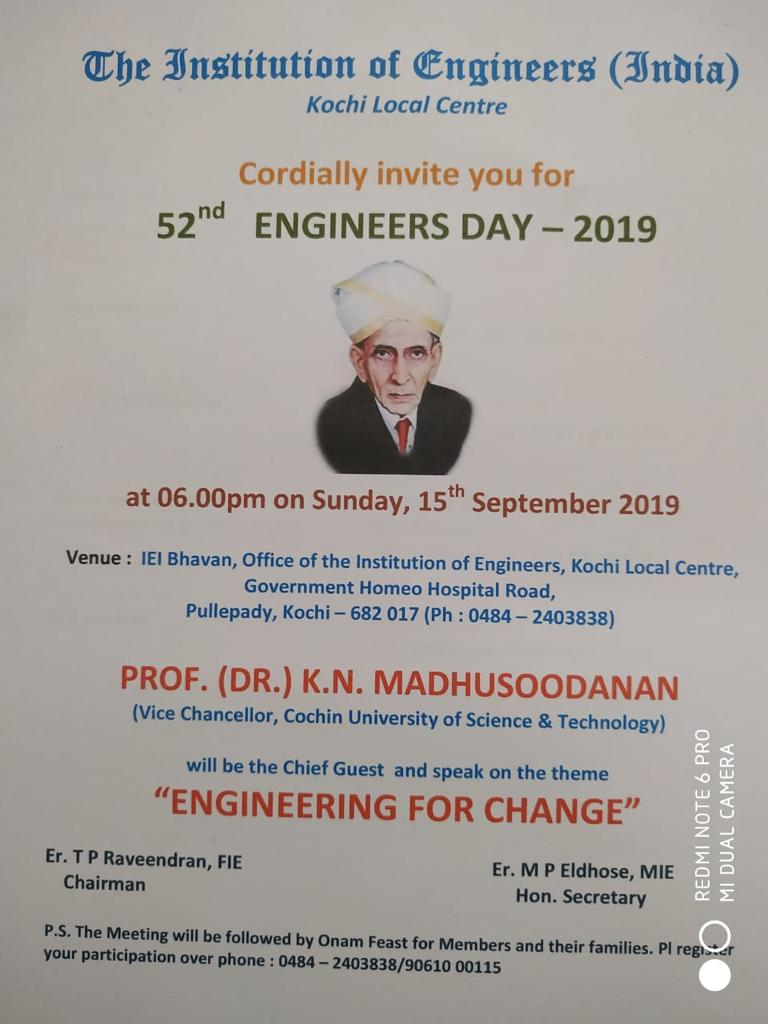 The Institution of Engineers (India)
Kochi Local Centre
Cordially invite you for
52nd ENGINEERS DAY – 2019
at 06.00pm on Sunday, 15th September 2019
Venue : IEI Bhavan, Office of the Institution of Engineers, Kochi Local Centre,
Government Homeo Hospital Road,
Pullepady, Kochi – 682 017 (Ph : 0484 – 2403838)
PROF. (DR.) K.N. MADHUSOODANAN
(Vice Chancellor, Cochin University of Science & Technology)
will be the Chief Guest and speak on the theme
“ENGINEERING FOR CHANGE”
Er. T P Raveendran, FIE
Chairman
Er. M P Eldhose, MIE
Hon. Secretary
P.S. The Meeting will be followed by Onam Feast for Members and their families. Pl register
your participation over phone : 0484 – 2403838/90610 00115
REDMI NOTE 6 PRO
MI DUAL CAMERA